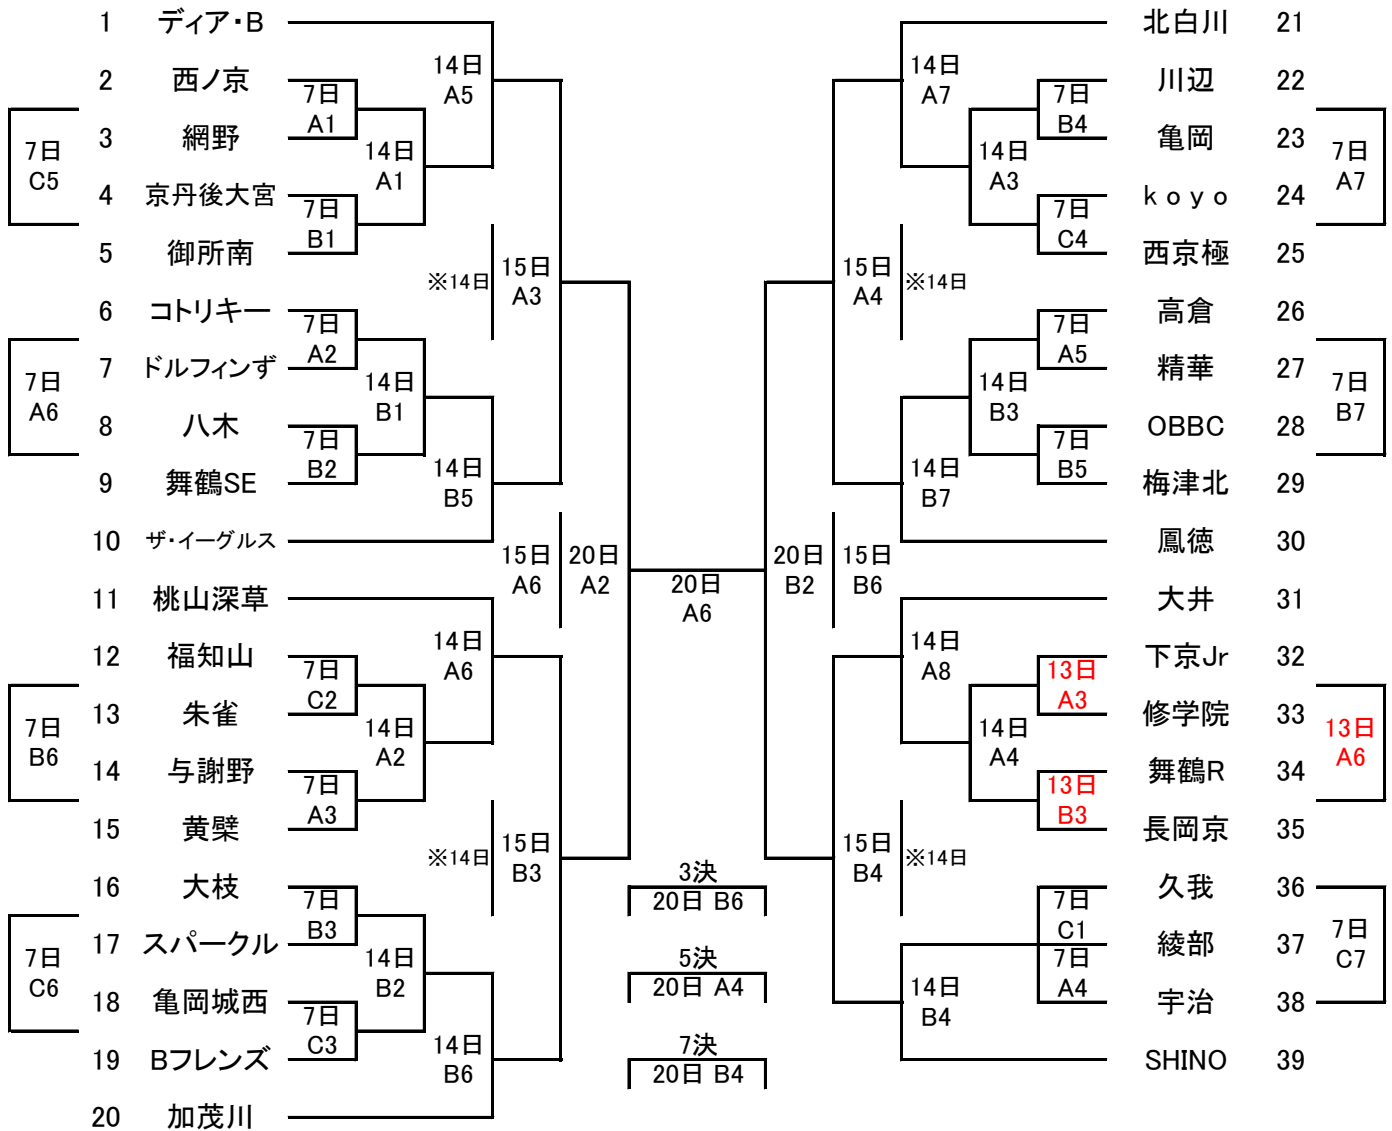 1 ディア・B
2 西ノ京
3 網野
4 京丹後大宮
5 御所南
6 コトリキー
7 ドルフィンず
8 八木
9 舞鶴SE
10 ザ・イーグルス
11 桃山深草
12 福知山
13 朱雀
14 与謝野
15 黄檗
16 大枝
17 スパークル
18 亀岡城西
19 Bフレンズ
20 加茂川
7日
C5
7日
A6
7日
B6
7日
C6
7日
A1
7日
B1
7日
A2
7日
B2
7日
C2
7日
A3
7日
B3
7日
C3
14日
A1
14日
B1
14日
A2
14日
B2
14日
A5
14日
B5
14日
A6
14日
B6
※14日
15日
A3
※14日
15日
B3
15日
A6
20日
A2
20日
A6
3決
20日 B6
5決
20日 A4
7決
20日 B4
20日
B2
15日
B6
15日
A4
※14日
15日
B4
※14日
14日
A7
14日
B7
14日
A8
14日
B4
14日
A3
14日
B3
14日
A4
7日
B4
7日
C4
7日
A5
7日
B5
13日
A3
13日
B3
7日
C1
7日
A4
北白川 21
川辺 22
亀岡 23
koyo 24
西京極 25
高倉 26
精華 27
OBBC 28
梅津北 29
鳳徳 30
大井 31
下京Jr 32
修学院 33
舞鶴R 34
長岡京 35
久我 36
綾部 37
宇治 38
SHINO 39
7日
A7
7日
B7
13日
A6
7日
C7